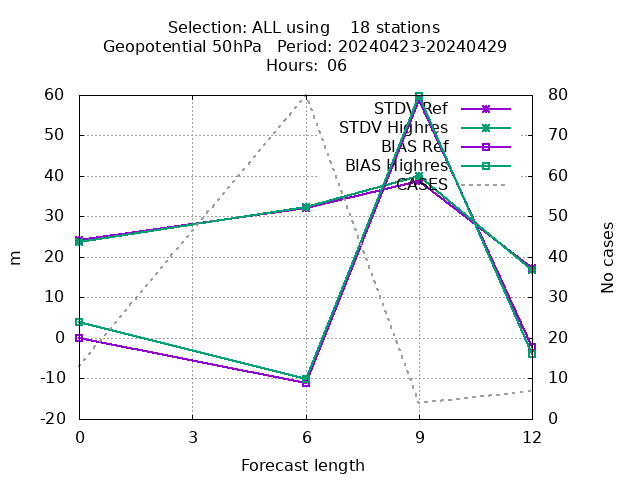 Selection: ALL using    18 stations
Geopotential 50hPa   Period: 20240423-20240429
Hours: 06
60 80
50 70
40 60
30 50
20 40
10 30
0 20
-10 10
-20 0
m
No cases
STDV Ref
STDV Highres
BIAS Ref
BIAS Highres
CASES
0 3 6 9 12
Forecast length